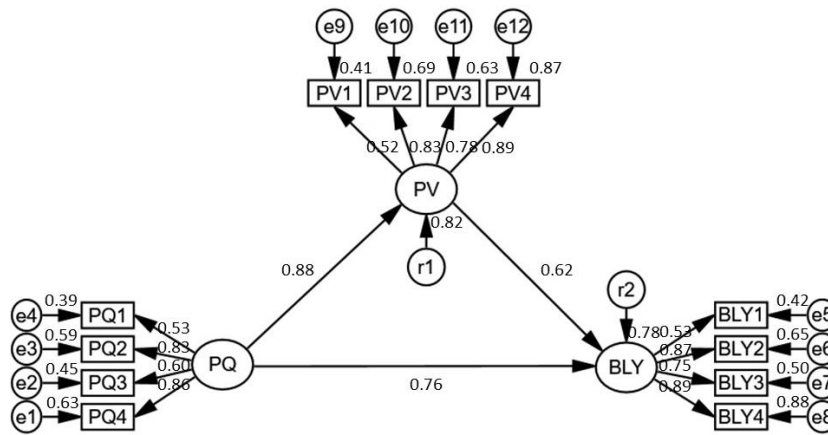 e9 e10 e11 e12
0.41 0.69 0.63 0.87
PV1 PV2 PV3 PV4
0.52 0.83 0.78 0.89
PV
0.82
r1
0.88 0.62
r2
e4 0.39 PQ1 0.53
e3 0.59 PQ2 0.83
e2 0.45 PQ3 0.60
e1 0.63 PQ4 0.86
PQ
0.76
BLY
0.78 0.53 BLY1 0.42 e5
0.87 BLY2 0.65 e6
0.75 BLY3 0.50 e7
0.89 BLY4 0.88 e8